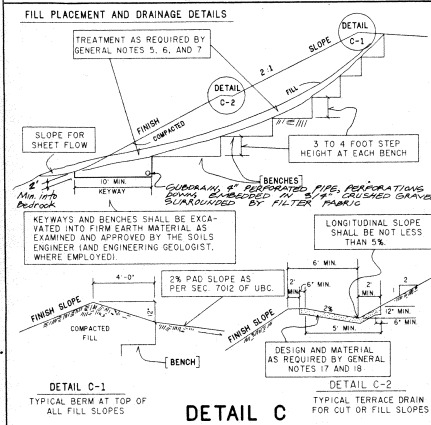 FILL PLACEMENT AND DRAINAGE DETAILS
DETAIL
C-1
TREATMENT AS REQUIRED BY
GENERAL NOTES 5, 6, AND 7
DETAIL
C-2
2:1
SLOPE
FILL
FINISH
COMPACTED
SLOPE FOR
SHEET FLOW
3 TO 4 FOOT STEP
HEIGHT AT EACH BENCH
BENCHES
2'
Min. into
Bedrock
10' MIN.
KEYWAY
SUBDRAIN, 4" PERFORATED PIPE, PERFORATIONS
DOWN, EMBEDDED IN 3/4" CRUSHED GRAVEL
SURROUNDED BY FILTER FABRIC
KEYWAYS AND BENCHES SHALL BE EXCA-
VATED INTO FIRM EARTH MATERIAL AS
EXAMINED AND APPROVED BY THE SOILS
ENGINEER (AND ENGINEERING GEOLOGIST,
WHERE EMPLOYED).
LONGITUDINAL SLOPE
SHALL BE NOT LESS
THAN 5%.
4'-0"
2% PAD SLOPE AS
PER SEC. 7012 OF UBC.
FINISH SLOPE
COMPACTED
FILL
BENCH
6' MIN.
2'
MIN.
6" MIN.
2'
MIN.
2
1
FINISH SLOPE
2%
12" MIN.
6" MIN.
5' MIN.
DESIGN AND MATERIAL
AS REQUIRED BY GENERAL
NOTES 17 AND 18.
DETAIL C-1
TYPICAL BERM AT TOP OF
ALL FILL SLOPES
DETAIL C
DETAIL C-2
TYPICAL TERRACE DRAIN
FOR CUT OR FILL SLOPES